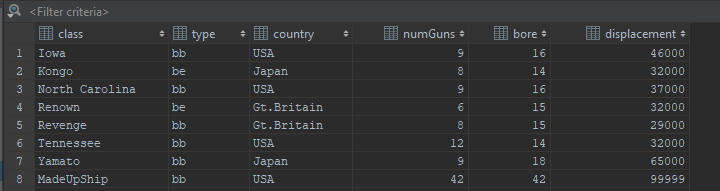 <Filter criteria>
class type country numGuns bore displacement
1 Iowa bb USA 9 16 46000
2 Kongo be Japan 8 14 32000
3 North Carolina bb USA 9 16 37000
4 Renown be Gt.Britain 6 15 32000
5 Revenge bb Gt.Britain 8 15 29000
6 Tennessee bb USA 12 14 32000
7 Yamato bb Japan 9 18 65000
8 MadeUpShip bb USA 42 42 99999